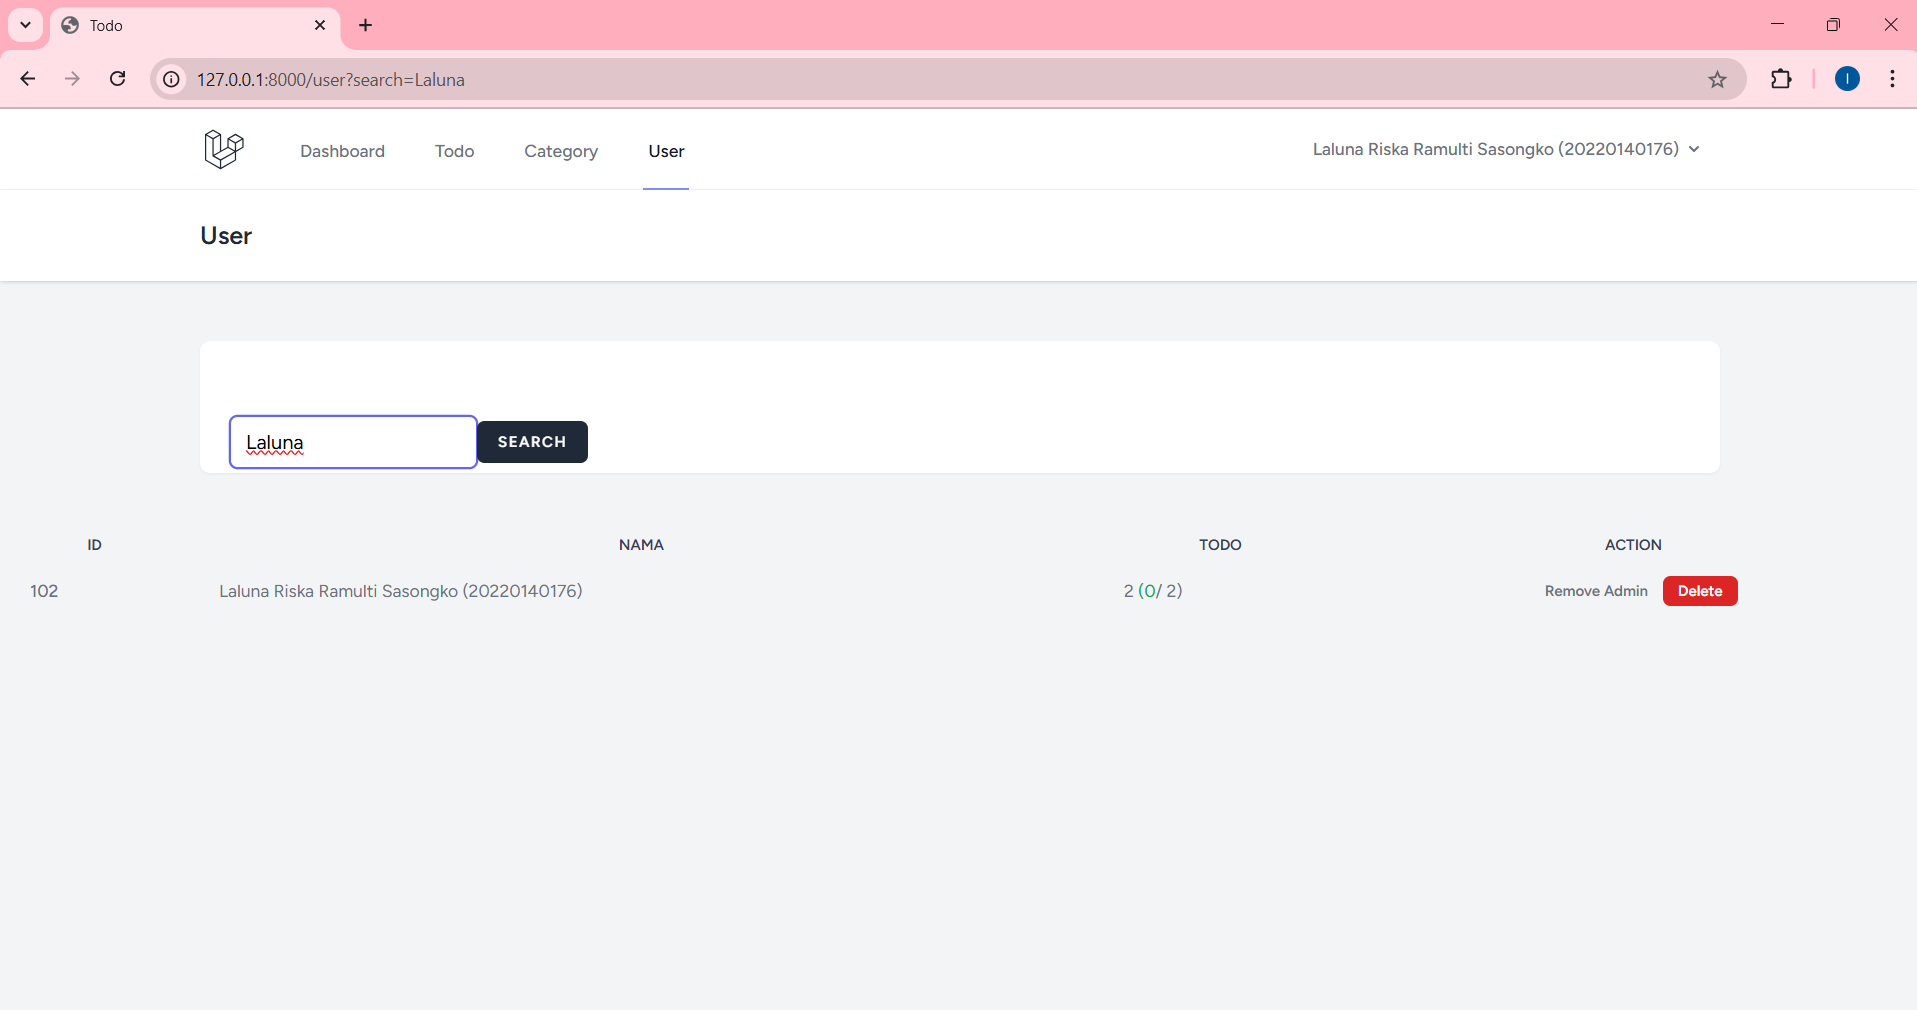 Todo
127.0.0.1:8000/user?search=Laluna
I
Dashboard Todo Category User Laluna Riska Ramulti Sasongko (20220140176)
User
Laluna SEARCH
ID NAMA TODO ACTION
102 Laluna Riska Ramulti Sasongko (20220140176) 2 (0/ 2) Remove Admin Delete